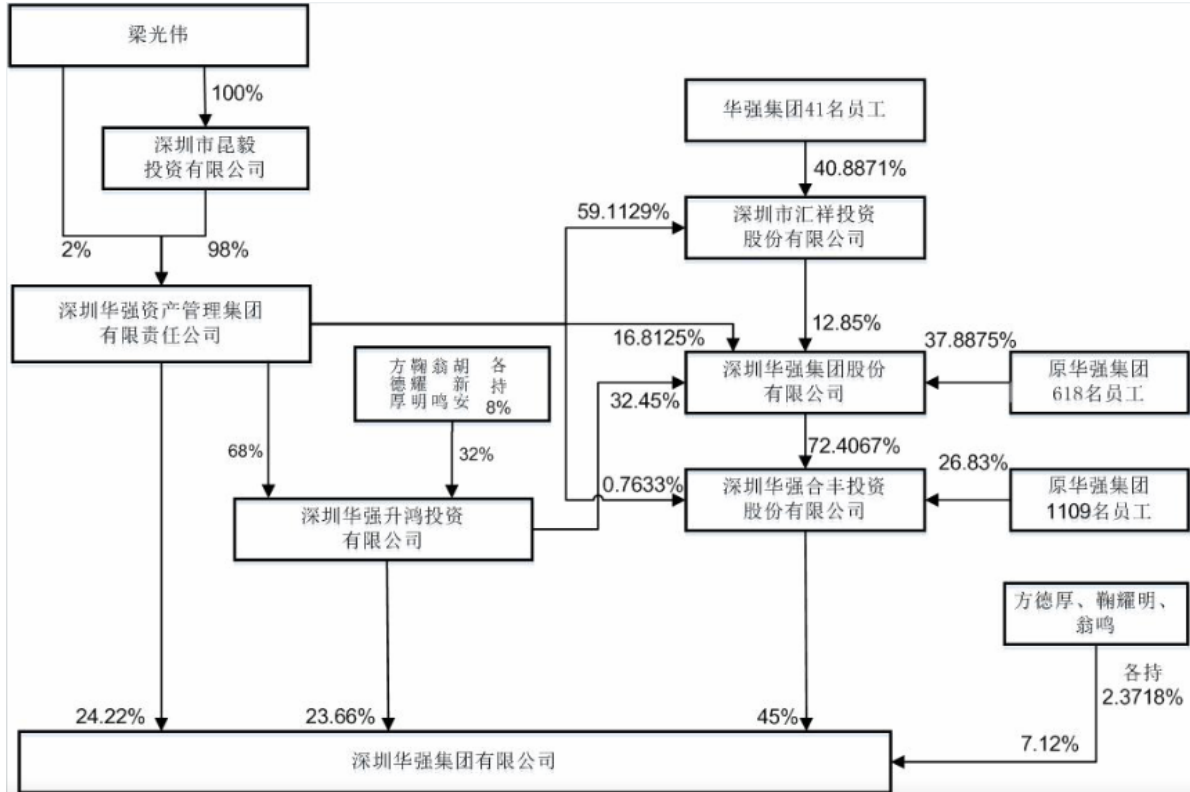 梁光伟
100%
华强集团41名员工
深圳市昆毅
投资有限公司
40.8871%
59.1129%
深圳市汇祥投资
股份有限公司
2%
98%
深圳华强资产管理集团
有限责任公司
16.8125%
12.85%
37.8875%
方德厚
鞠耀明
翁鸣
胡新安
各持
8%
深圳华强集团股份
有限公司
原华强集团
618名员工
32.45%
68%
32%
72.4067%
26.83%
0.7633%
深圳华强升鸿投资
有限公司
深圳华强合丰投资
股份有限公司
原华强集团
1109名员工
方德厚、鞠耀明、
翁鸣
各持
2.3718%
24.22%
23.66%
45%
7.12%
深圳华强集团有限公司